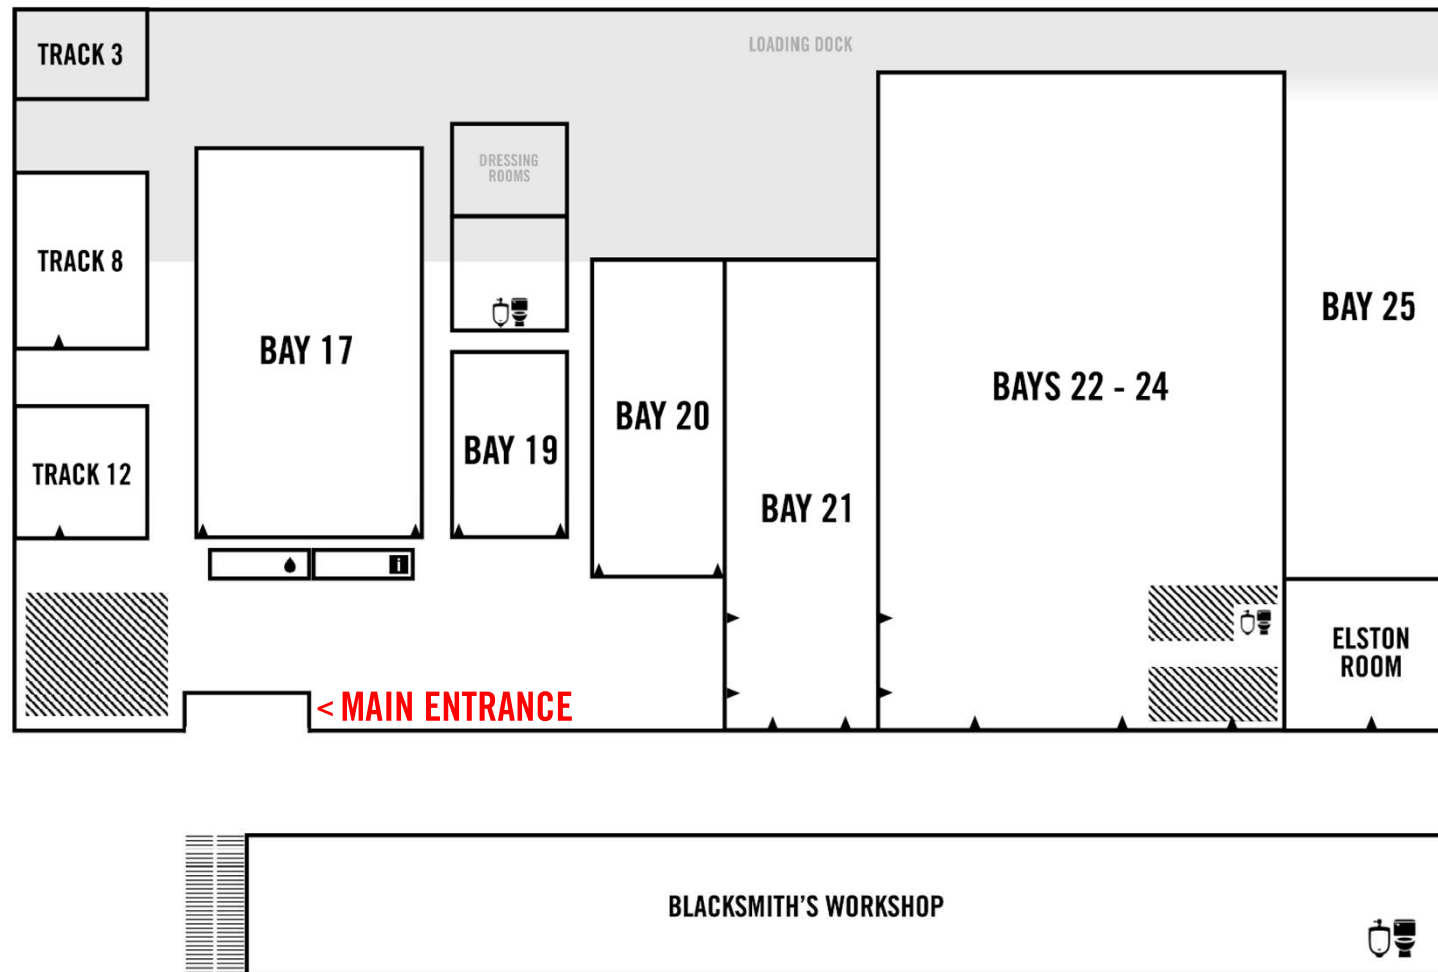 TRACK 3
LOADING DOCK
DRESSING
ROOMS
TRACK 8
BAY 17
BAY 25
BAYS 22 - 24
BAY 20
BAY 19
TRACK 12
BAY 21
i
ELSTON
ROOM
< MAIN ENTRANCE
BLACKSMITH'S WORKSHOP